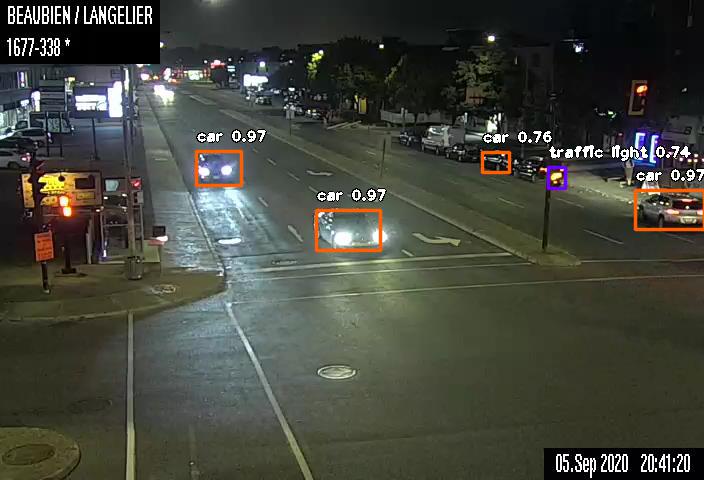 BEAUBIEN / LANGELIER
1677-338 *
car 0.97
car 0.76
traffic light 0.74
car 0.97
car 0.97
05.Sep 2020 20:41:20